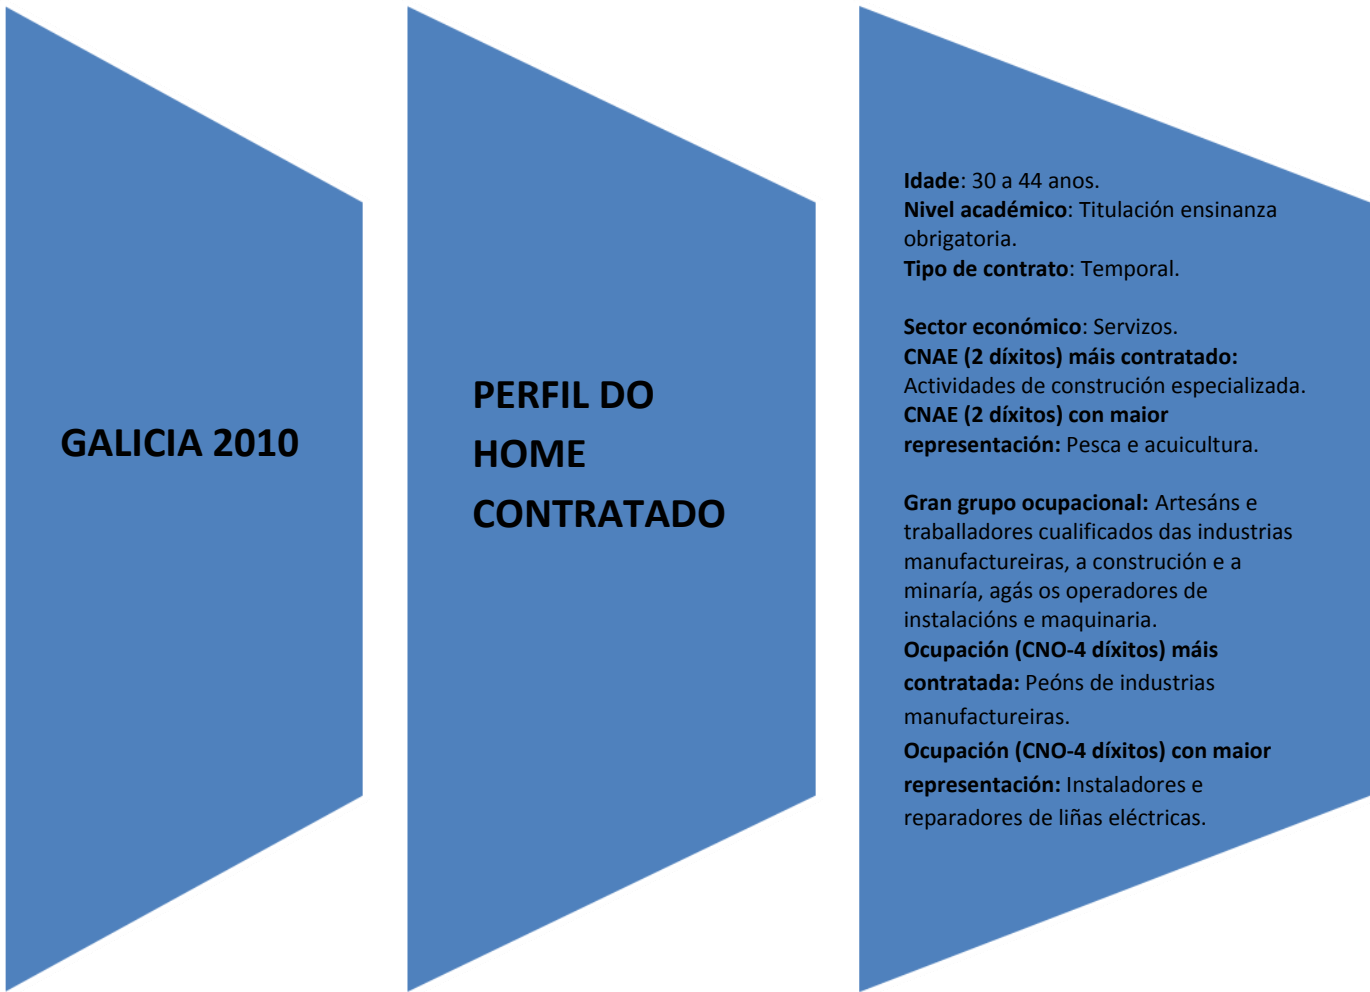 GALICIA 2010
PERFIL DO
HOME
CONTRATADO
Idade: 30 a 44 anos.
Nivel académico: Titulación ensinanza
obrigatoria.
Tipo de contrato: Temporal.
Sector económico: Servizos.
CNAE (2 díxitos) máis contratado:
Actividades de construción especializada.
CNAE (2 díxitos) con maior
representación: Pesca e acuicultura.
Gran grupo ocupacional: Artesáns e
traballadores cualificados das industrias
manufactureiras, a construción e a
minaría, agás os operadores de
instalacións e maquinaria.
Ocupación (CNO-4 díxitos) máis
contratada: Peóns de industrias
manufactureiras.
Ocupación (CNO-4 díxitos) con maior
representación: Instaladores e
reparadores de liñas eléctricas.